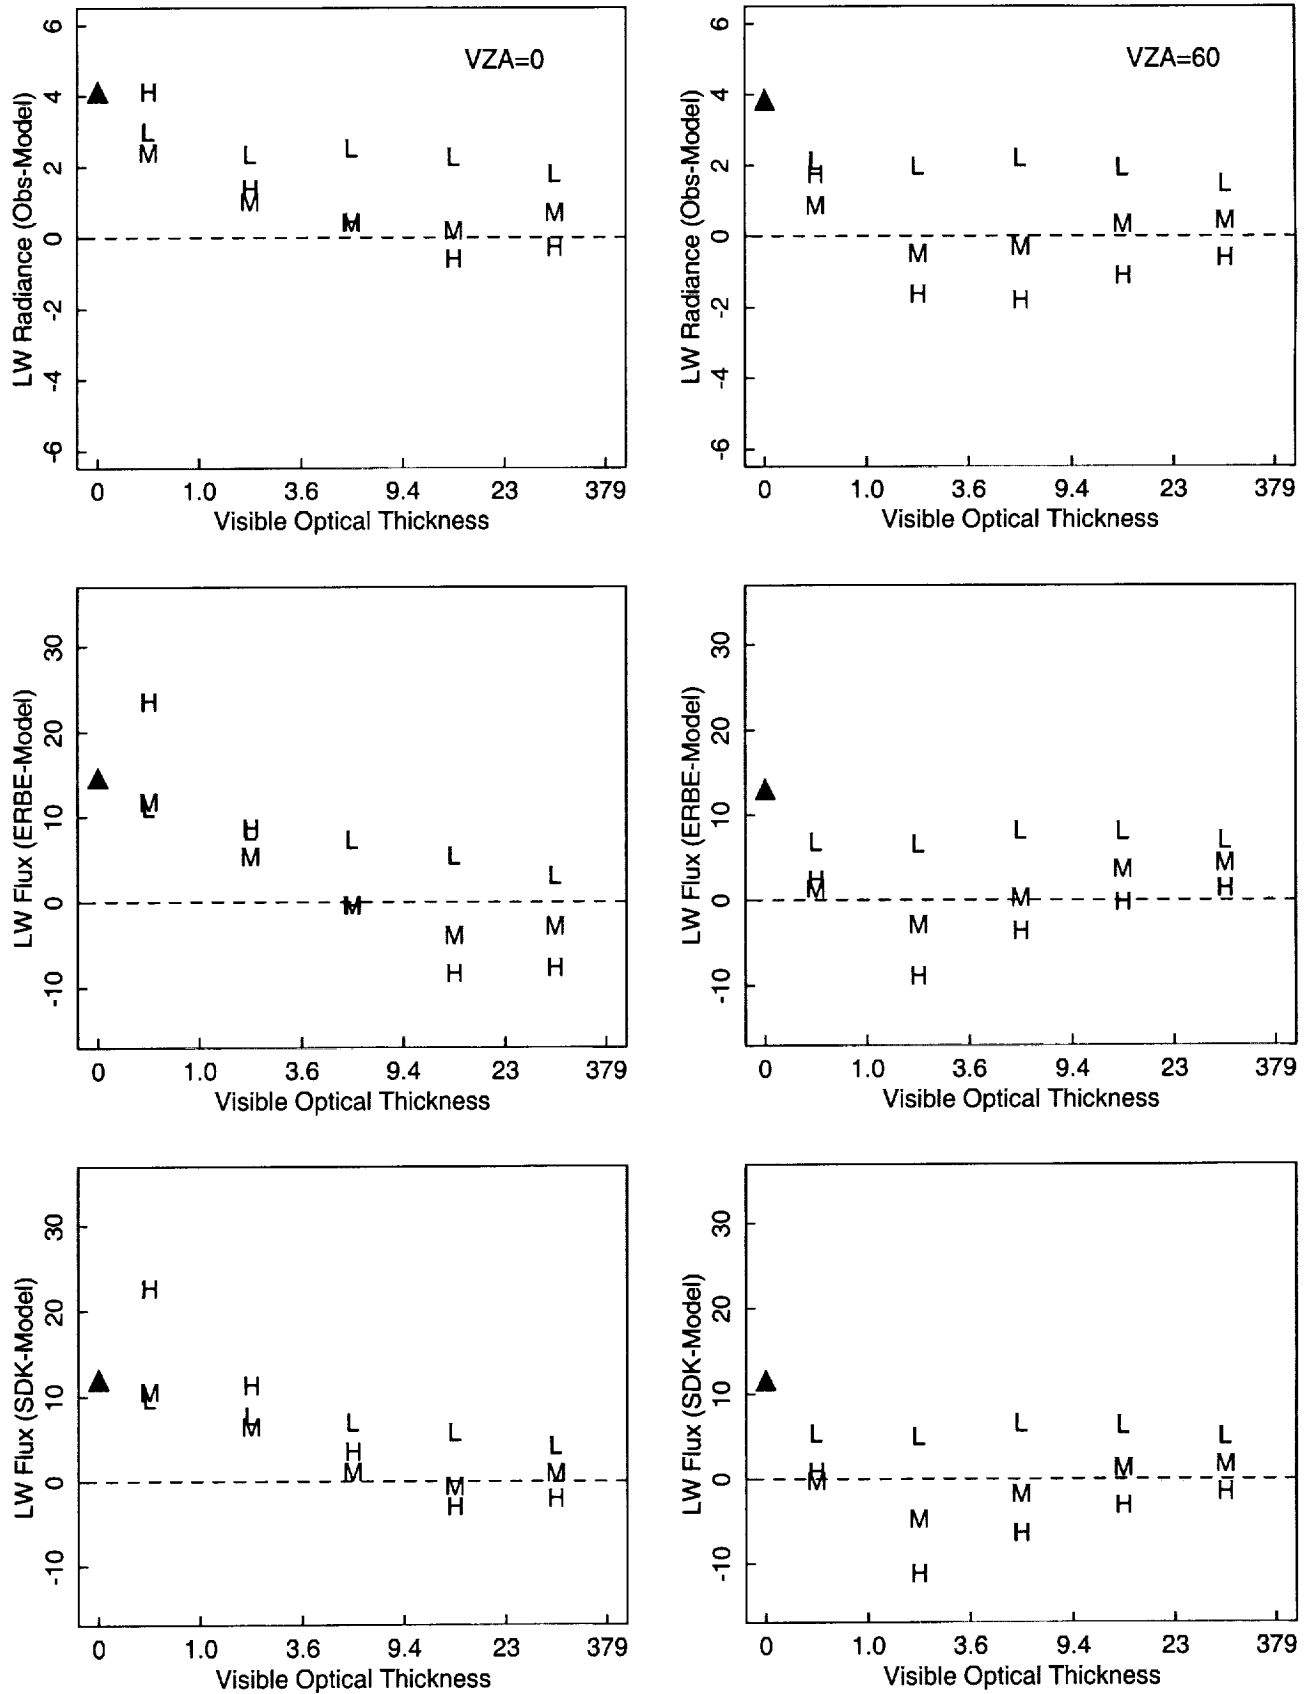 LW Radiance (Obs-Model)
6
4
2
0
-2
-4
-6
VZA=0
H
L
M
L
H
M
L
H
M
L
M
H
L
M
H
0 1.0 3.6 9.4 23 379
Visible Optical Thickness
LW Radiance (Obs-Model)
6
4
2
0
-2
-4
-6
VZA=60
L
H
M
L
M
H
L
M
H
L
M
H
L
M
H
0 1.0 3.6 9.4 23 379
Visible Optical Thickness
LW Flux (ERBE-Model)
30
20
10
0
-10
H
M
L
H
L
M
L
H
M
L
M
H
L
M
H
0 1.0 3.6 9.4 23 379
Visible Optical Thickness
LW Flux (ERBE-Model)
30
20
10
0
-10
L
H
M
L
M
H
L
M
H
L
M
H
L
M
H
0 1.0 3.6 9.4 23 379
Visible Optical Thickness
LW Flux (SDK-Model)
30
20
10
0
-10
H
M
L
H
L
M
L
H
M
L
M
H
L
M
H
0 1.0 3.6 9.4 23 379
Visible Optical Thickness
LW Flux (SDK-Model)
30
20
10
0
-10
L
H
M
L
M
H
L
M
H
L
M
H
L
M
H
0 1.0 3.6 9.4 23 379
Visible Optical Thickness